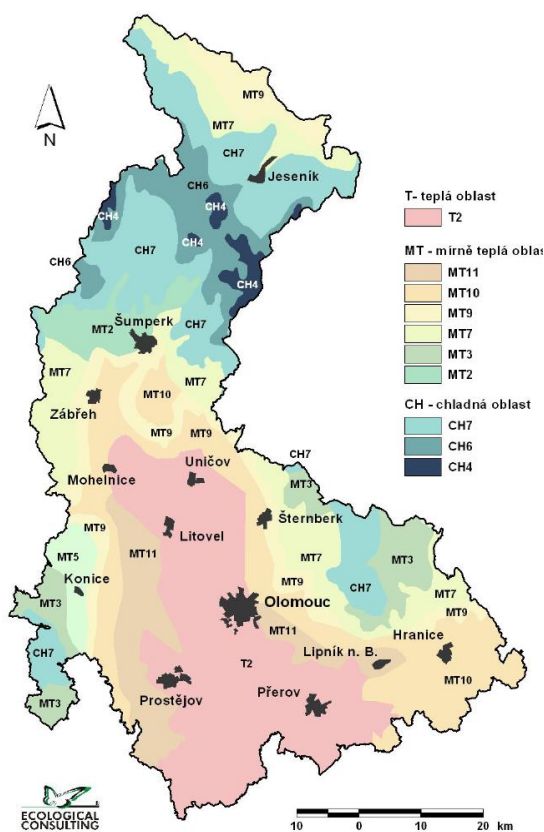 MT9
MT7
CH7
N
Jeseník
CH6
CH4
T- teplá oblast
T2
CH7
CH4
MT - mírně teplá oblas
CH6
CH4
MT11
MT10
MT2
Šumperk
CH7
MT9
MT7
MT7
MT7
MT3
MT10
MT2
Zábřeh
CH - chladná oblast
MT9
MT9
CH7
CH7
Uničov
CH6
MT3
Mohelnice
CH4
Šternberk
MT9
Litovel
MT11
MT7
MT3
MT5
Konice
CH7
MT9
MT7
MT3
Olomouc
MT9
MT11
Hranice
CH7
Lipník n. B.
T2
MT10
MT3
Prostějov
Přerov
ECOLOGICAL
CONSULTING
10 0 10 20 km